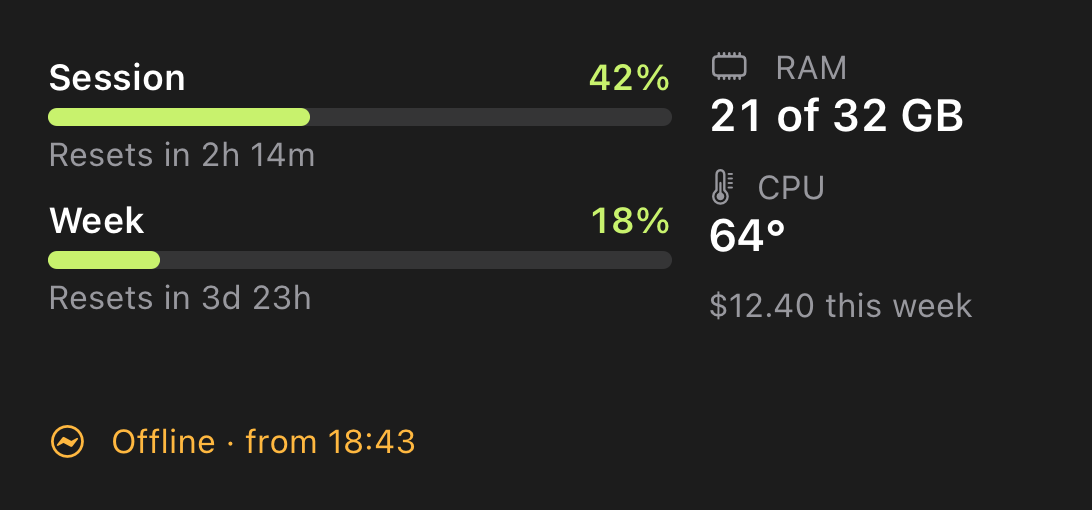 Session 42%
Resets in 2h 14m
Week 18%
Resets in 3d 23h
RAM
21 of 32 GB
CPU
64°
$12.40 this week
Offline · from 18:43